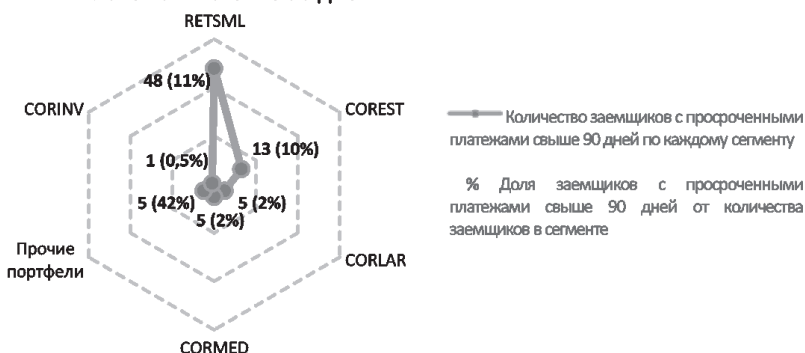 RETSML
48 (11%)
CORINV
COREST
13 (10%)
1 (0,5%)
5 (42%)
5 (2%)
5 (2%)
Прочие
портфели
CORLAR
CORMED
Количество заемщиков с просроченными
платежами свыше 90 дней по каждому сегменту
% Доля заемщиков с просроченными
платежами свыше 90 дней от количества
заемщиков в сегменте